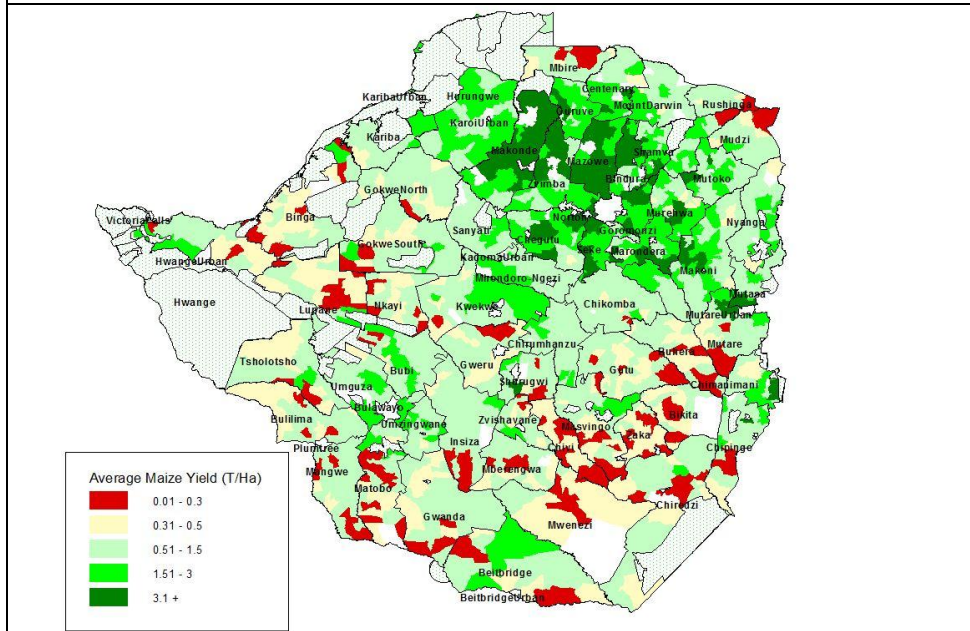 Mbire
Centenary
KaribaUrban
Hurungwe
Guruve
MountDarwin
Rushinga
KaroiUrban
Kariba
Mudzi
Makonde
Mazowe
Shamva
Bindura
Mutoko
Zvimba
GokweNorth
Binga
Norton
Murehwa
Nyanga
VictoriaFalls
Sanyati
Goromonzi
Chegutu
GokweSouth
Seke
Marondera
HwangeUrban
KadomaUrban
Makoni
Mhondoro-Ngezi
Hwange
Mutasa
Lupane
Nkayi
Kwekwe
Chikomba
MutareUrban
Chirumhanzu
Mutare
Tsholotsho
Bubi
Gweru
Gutu
Buhera
Umguza
Shurugwi
Chimanimani
Bulawayo
Bulilima
Umzingwane
Zvishavane
Masvingo
Bikita
Zaka
Insiza
Chivi
Chipinge
Plumtree
Mangwe
Mberengwa
Matobo
Chiredzi
Gwanda
Mwenezi
Beitbridge
BeitbridgeUrban
Average Maize Yield (T/Ha)
0.01 - 0.3
0.31 - 0.5
0.51 - 1.5
1.51 - 3
3.1 +